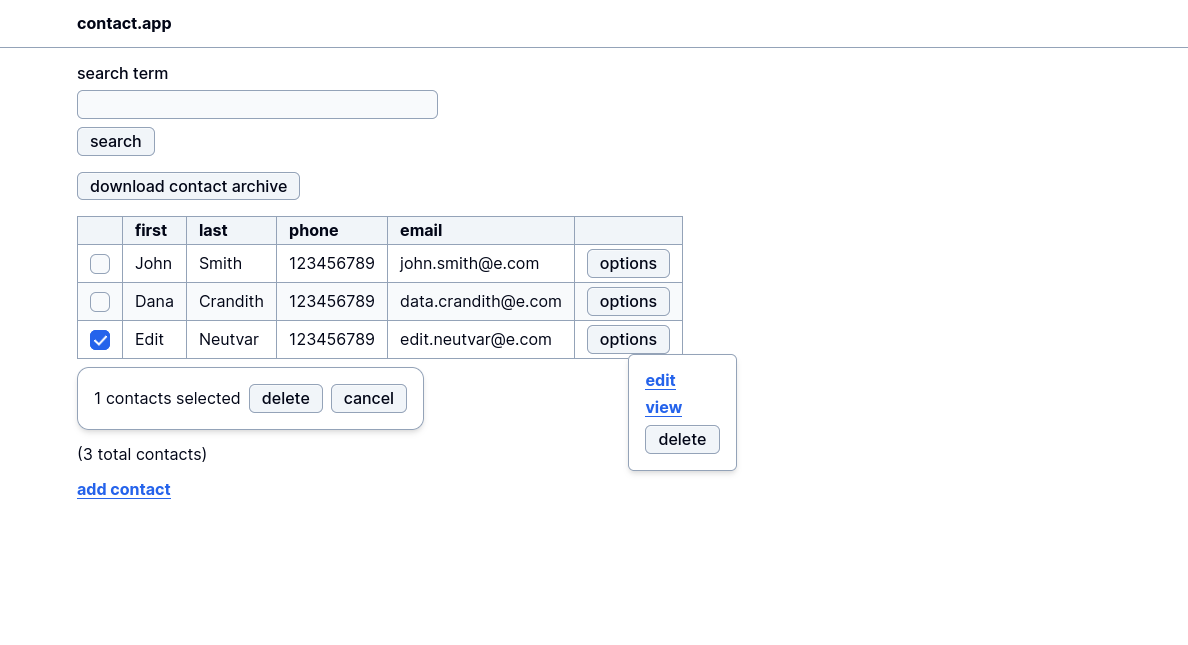 contact.app
search term
search
download contact archive
first last phone email
John Smith 123456789 john.smith@e.com options
Dana Crandith 123456789 data.crandith@e.com options
Edit Neutvar 123456789 edit.neutvar@e.com options
edit
view
delete
1 contacts selected delete cancel
(3 total contacts)
add contact